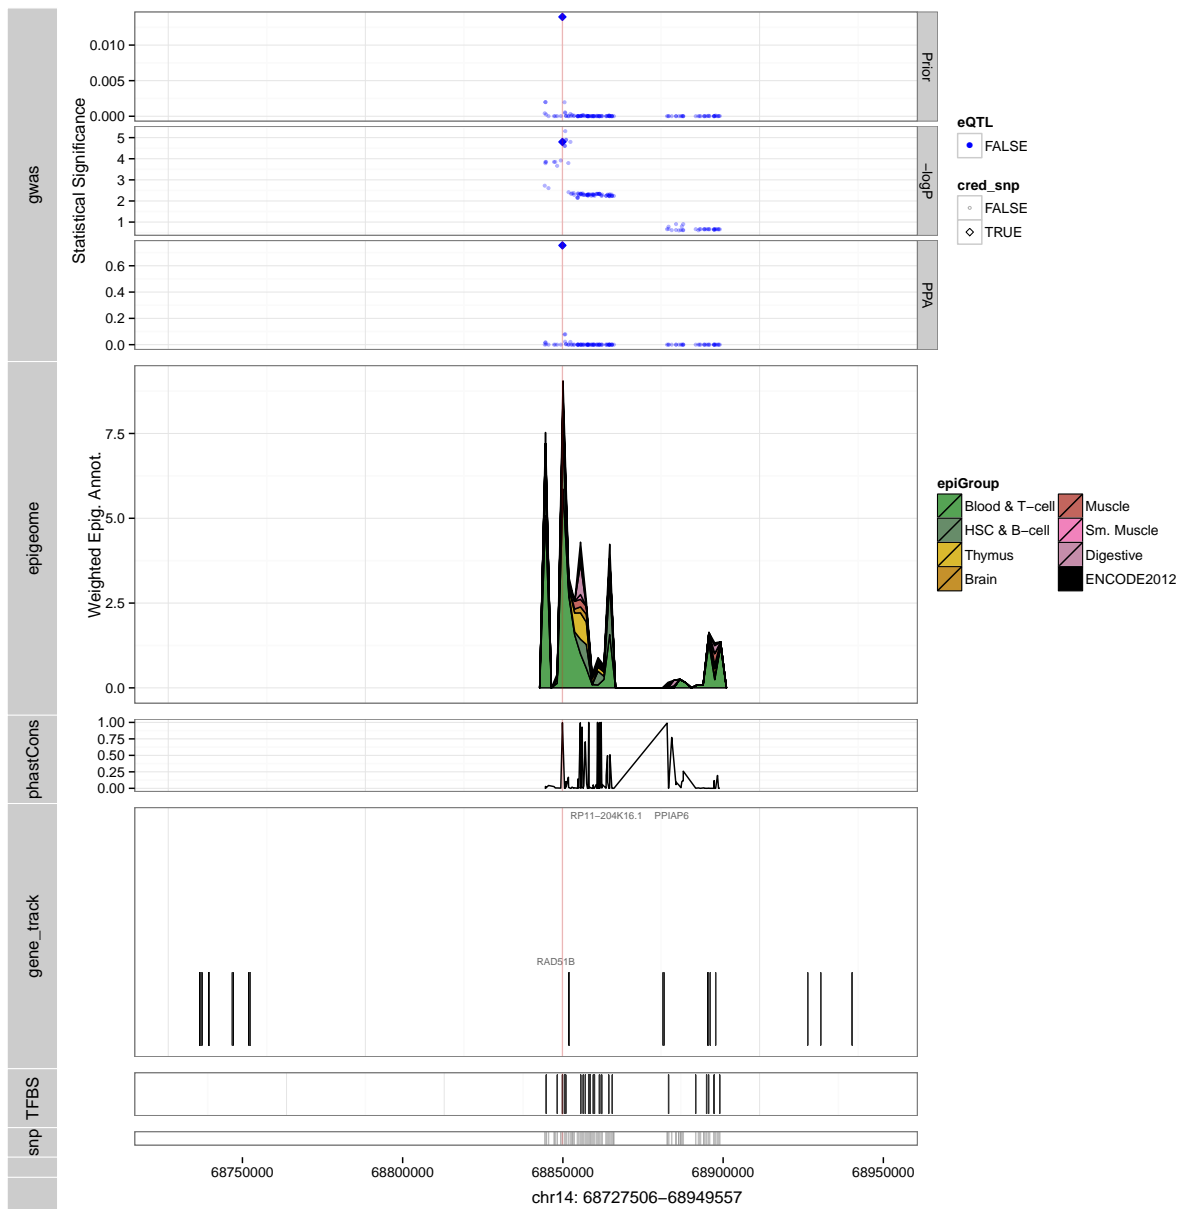 gwas
Statistical Significance
0.010
0.005
0.000
Prior
5
4
3
2
1
−logP
0.6
0.4
0.2
0.0
PPA
eQTL
FALSE
cred_snp
FALSE
TRUE
epigeome
Weighted Epig. Annot.
7.5
5.0
2.5
0.0
epiGroup
Blood & T−cell
HSC & B−cell
Thymus
Brain
Muscle
Sm. Muscle
Digestive
ENCODE2012
phastCons
1.00
0.75
0.50
0.25
0.00
gene_track
RP11−204K16.1
PPIAP6
RAD51B
TFBS
snp
68750000
68800000
68850000
68900000
68950000
chr14: 68727506−68949557